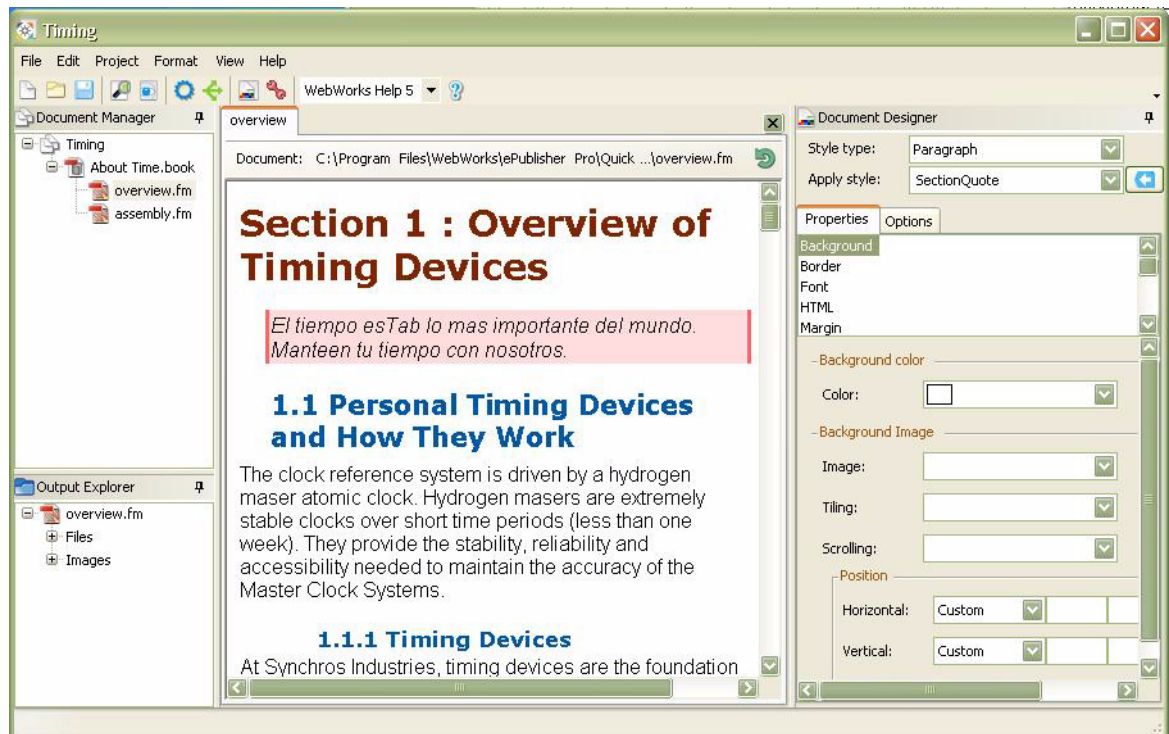 Timing
File Edit Project Format View Help
WebWorks Help 5
Document Manager
Timing
About Time.book
overview.fm
assembly.fm
Output Explorer
overview.fm
Files
Images
overview
Document: C:\Program Files\WebWorks\ePublisher Pro\Quick ...\overview.fm
Section 1 : Overview of
Timing Devices
El tiempo esTab lo mas importante del mundo.
Manteen tu tiempo con nosotros.
1.1 Personal Timing Devices
and How They Work
The clock reference system is driven by a hydrogen
maser atomic clock. Hydrogen masers are extremely
stable clocks over short time periods (less than one
week). They provide the stability, reliability and
accessibility needed to maintain the accuracy of the
Master Clock Systems.
1.1.1 Timing Devices
At Synchros Industries, timing devices are the foundation
Document Designer
Style type: Paragraph
Apply style: SectionQuote
Properties Options
Background
Border
Font
HTML
Margin
Background color
Color:
Background Image
Image:
Tiling:
Scrolling:
Position
Horizontal: Custom
Vertical: Custom